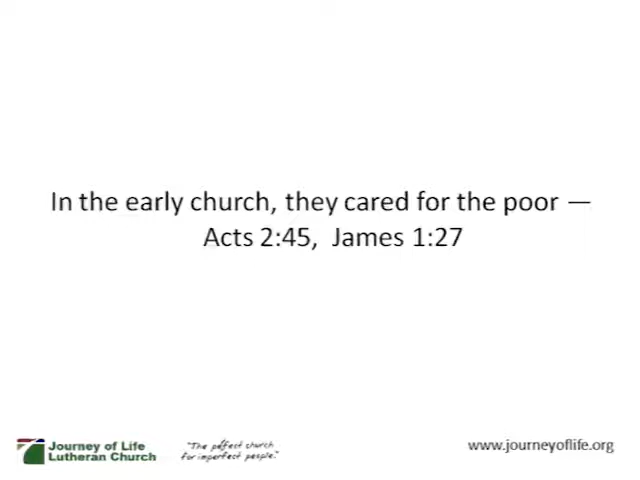 In the early church, they cared for the poor —
Acts 2:45,  James 1:27
Journey of Life
Lutheran Church
"The perfect church
for imperfect people."
www.journeyoflife.org